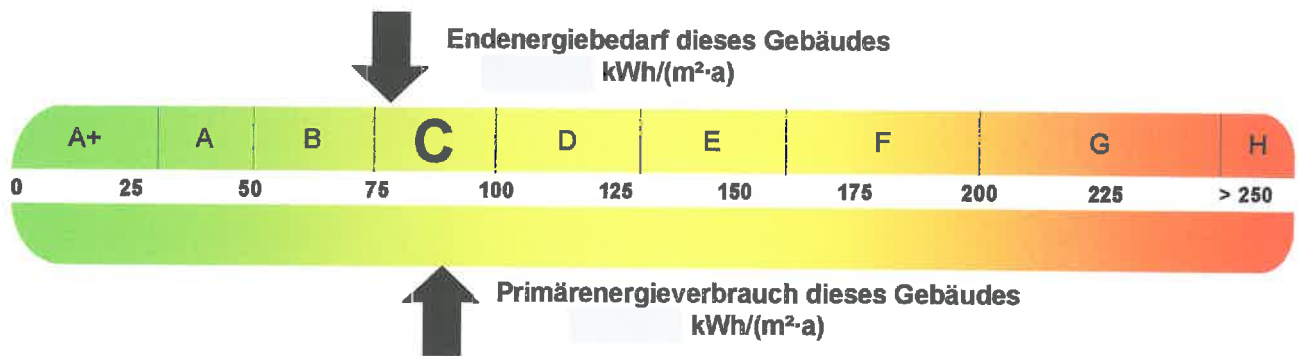 Endenergiebedarf dieses Gebäudes
kWh/(m²·a)
A+ A B C D E F G H
0 25 50 75 100 125 150 175 200 225 > 250
Primärenergieverbrauch dieses Gebäudes
kWh/(m²·a)